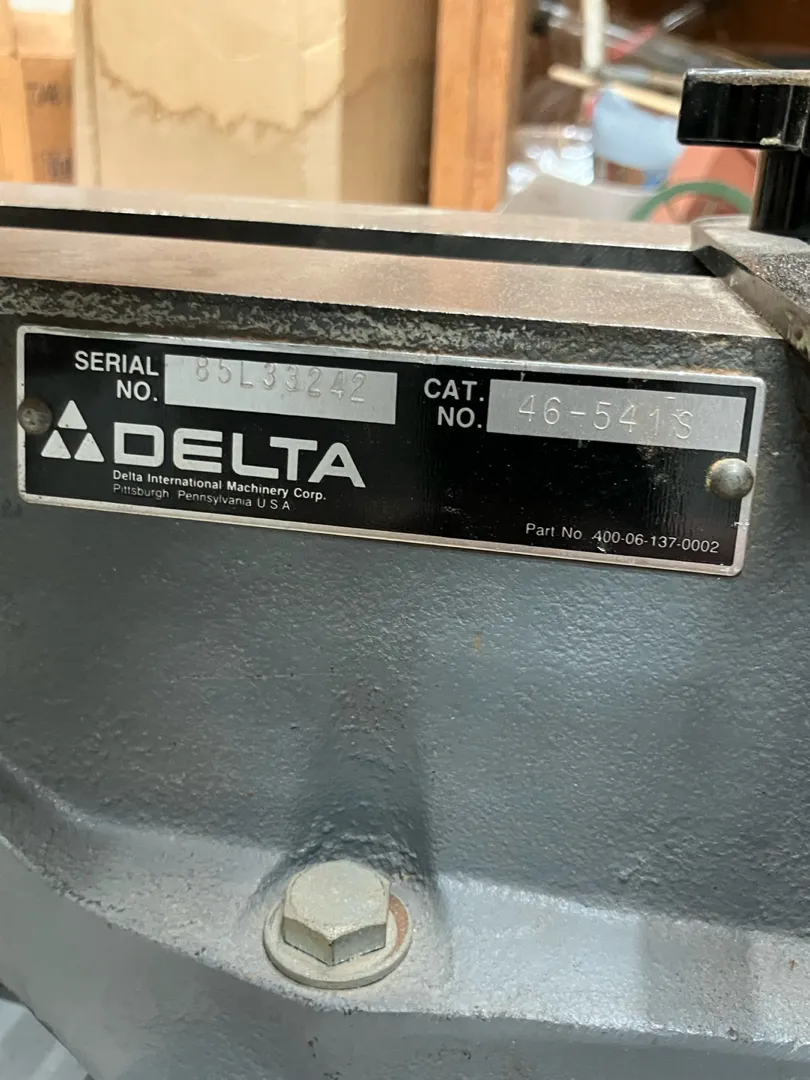 SERIAL NO. 85L33242
CAT. NO. 46-541S
DELTA
Delta International Machinery Corp.
Pittsburgh Pennsylvania U S A
Part No 400-06-137-0002